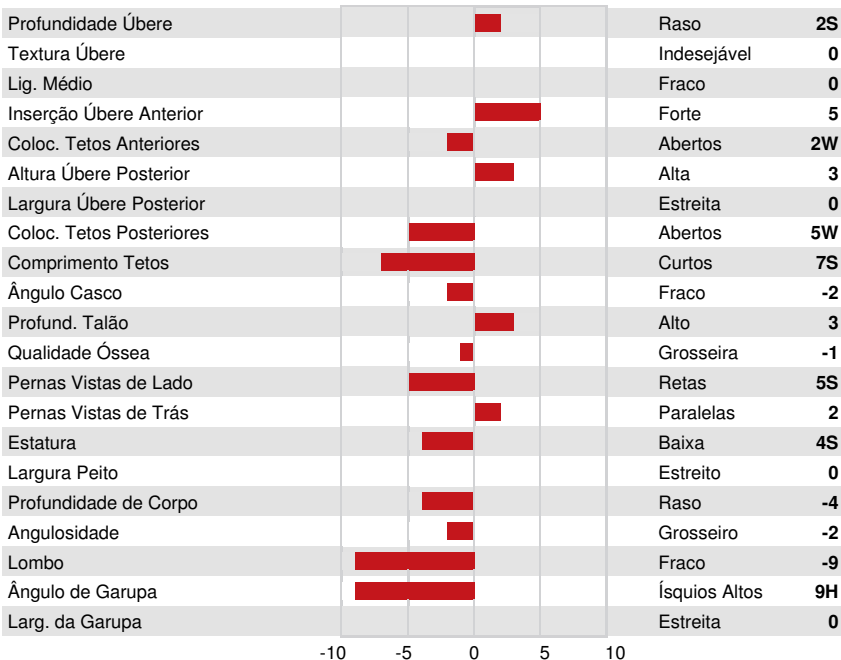 Profundidade Úbere Raso 2S
Textura Úbere Indesejável 0
Lig. Médio Fraco 0
Inserção Úbere Anterior Forte 5
Coloc. Tetos Anteriores Abertos 2W
Altura Úbere Posterior Alta 3
Largura Úbere Posterior Estreita 0
Coloc. Tetos Posteriores Abertos 5W
Comprimento Tetos Curtos 7S
Ângulo Casco Fraco -2
Profund. Talão Alto 3
Qualidade Óssea Grosseira -1
Pernas Vistas de Lado Retas 5S
Pernas Vistas de Trás Paralelas 2
Estatura Baixa 4S
Largura Peito Estreito 0
Profundidade de Corpo Raso -4
Angulosidade Grosseiro -2
Lombo Fraco -9
Ângulo de Garupa Ísquios Altos 9H
Larg. da Garupa Estreita 0
-10 -5 0 5 10